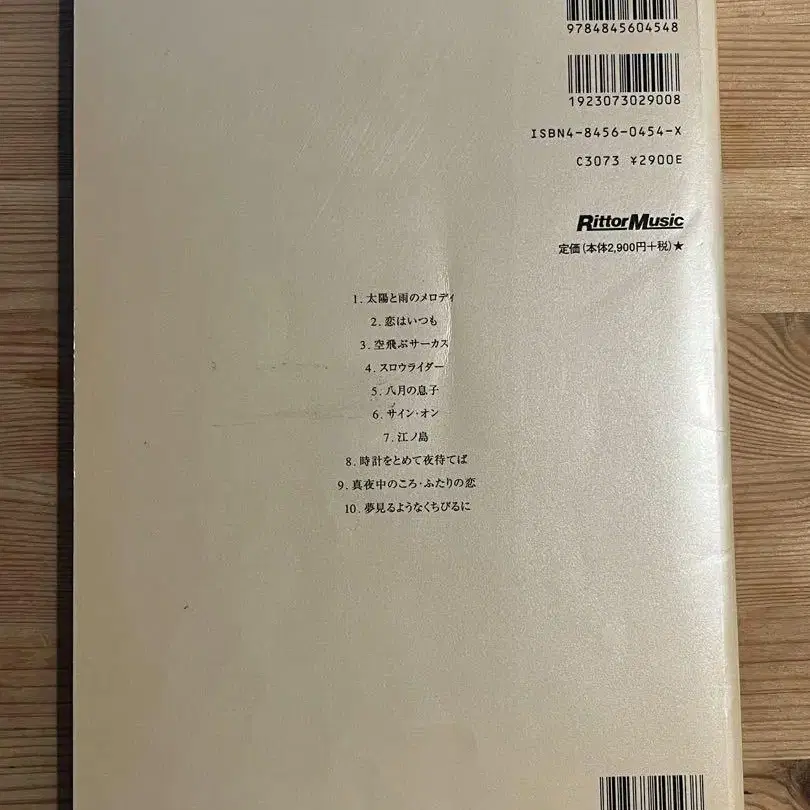 9784845604548
1923073029008
ISBN4-8456-0454-X
C3073 ¥2900E
RittorMusic
定価(本体2,900円+税)★
1. 太陽と雨のメロディ
2. 恋はいつも
3. 空飛ぶサーカス
4. スロウライダー
5. 八月の息子
6. サイン・オン
7. 江ノ島
8. 時計をとめて夜待てば
9. 真夜中のころ・ふたりの恋
10. 夢見るようなくちびるに